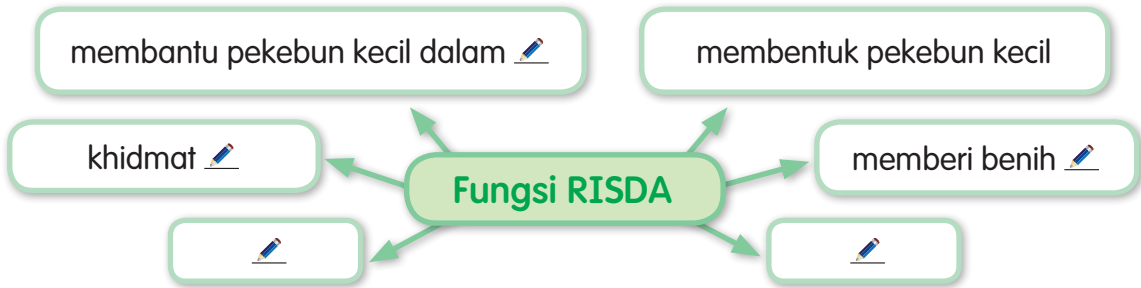 membantu pekebun kecil dalam
membentuk pekebun kecil
khidmat
Fungsi RISDA
memberi benih